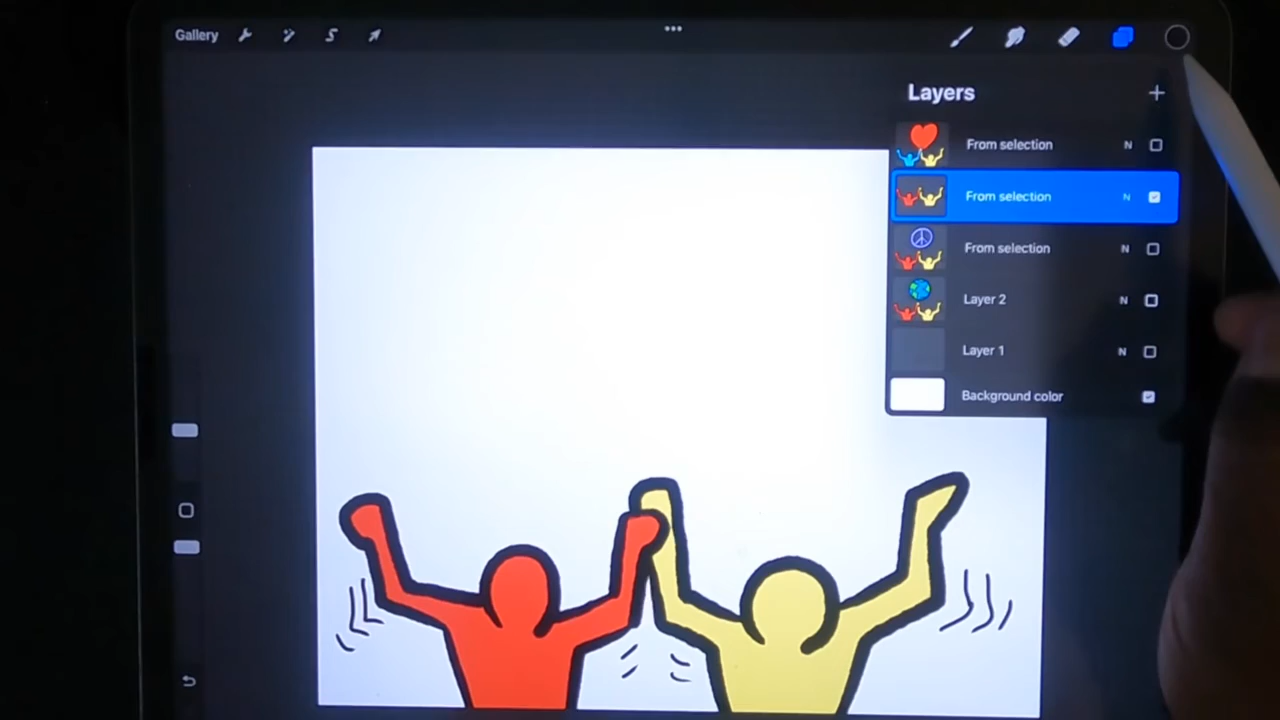 Gallery
Layers
From selection N
From selection N
From selection N
Layer 2 N
Layer 1 N
Background color